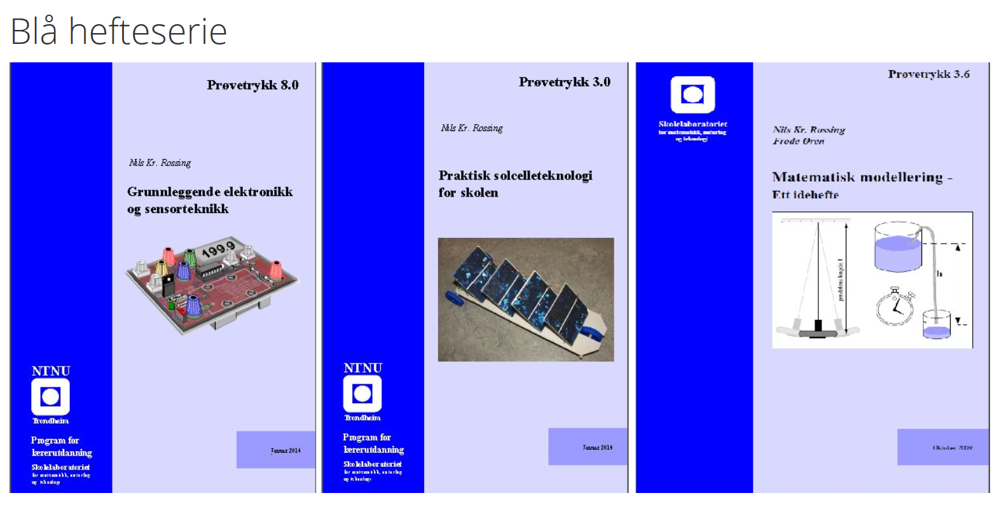 Blå hefteserie
Prøvetrykk 8.0
Nils Kr. Rossing
Grunnleggende elektronikk
og sensorteknikk
199.9
NTNU
Trondheim
Program for
lærerutdanning
Skolelaboratoriet
for matematikk, naturfag
og teknologi
Januar 2014
Prøvetrykk 3.0
Nils Kr. Rossing
Praktisk solcelleteknologi
for skolen
NTNU
Trondheim
Program for
lærerutdanning
Skolelaboratoriet
for matematikk, naturfag
og teknologi
Januar 2014
Skolelaboratoriet
for matematikk, naturfag
og teknologi
Prøvetrykk 3.6
Nils Kr. Rossing
Frode Øren
Matematisk modellering -
Ett idehefte
pendelens lengde l
h
Oktober 2009